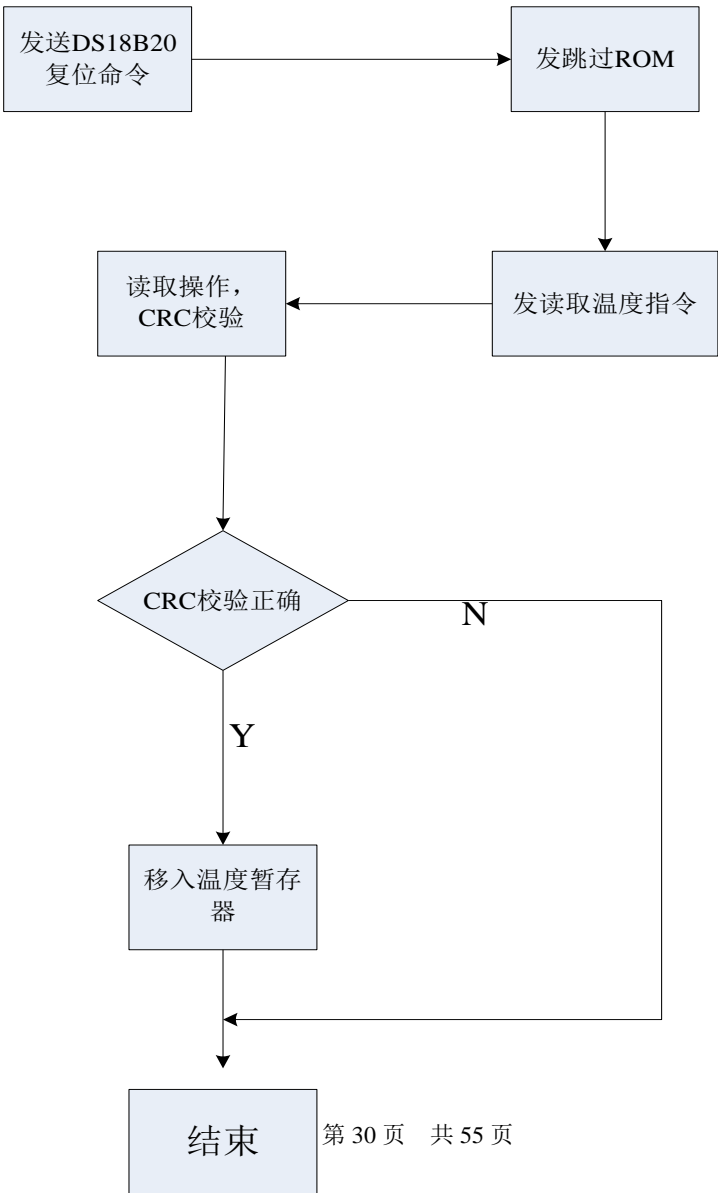 发送DS18B20
复位命令
发跳过ROM
发读取温度指令
读取操作，
CRC校验
CRC校验正确
N
Y
移入温度暂存
器
结束
第 30 页 共 55 页